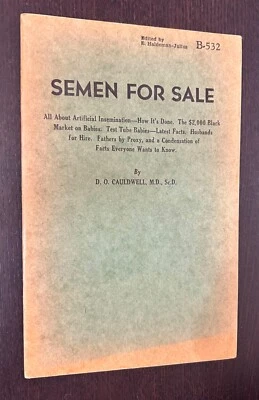 Edited by
E. Haldeman-Julius B-532
SEMEN FOR SALE
All About Artificial Insemination—How It's Done. The $2,000 Black
Market on Babies. Test Tube Babies—Latest Facts. Husbands
for Hire. Fathers by Proxy, and a Condensation of
Facts Everyone Wants to Know.
By
D. O. CAULDWELL, M.D., Sc.D.